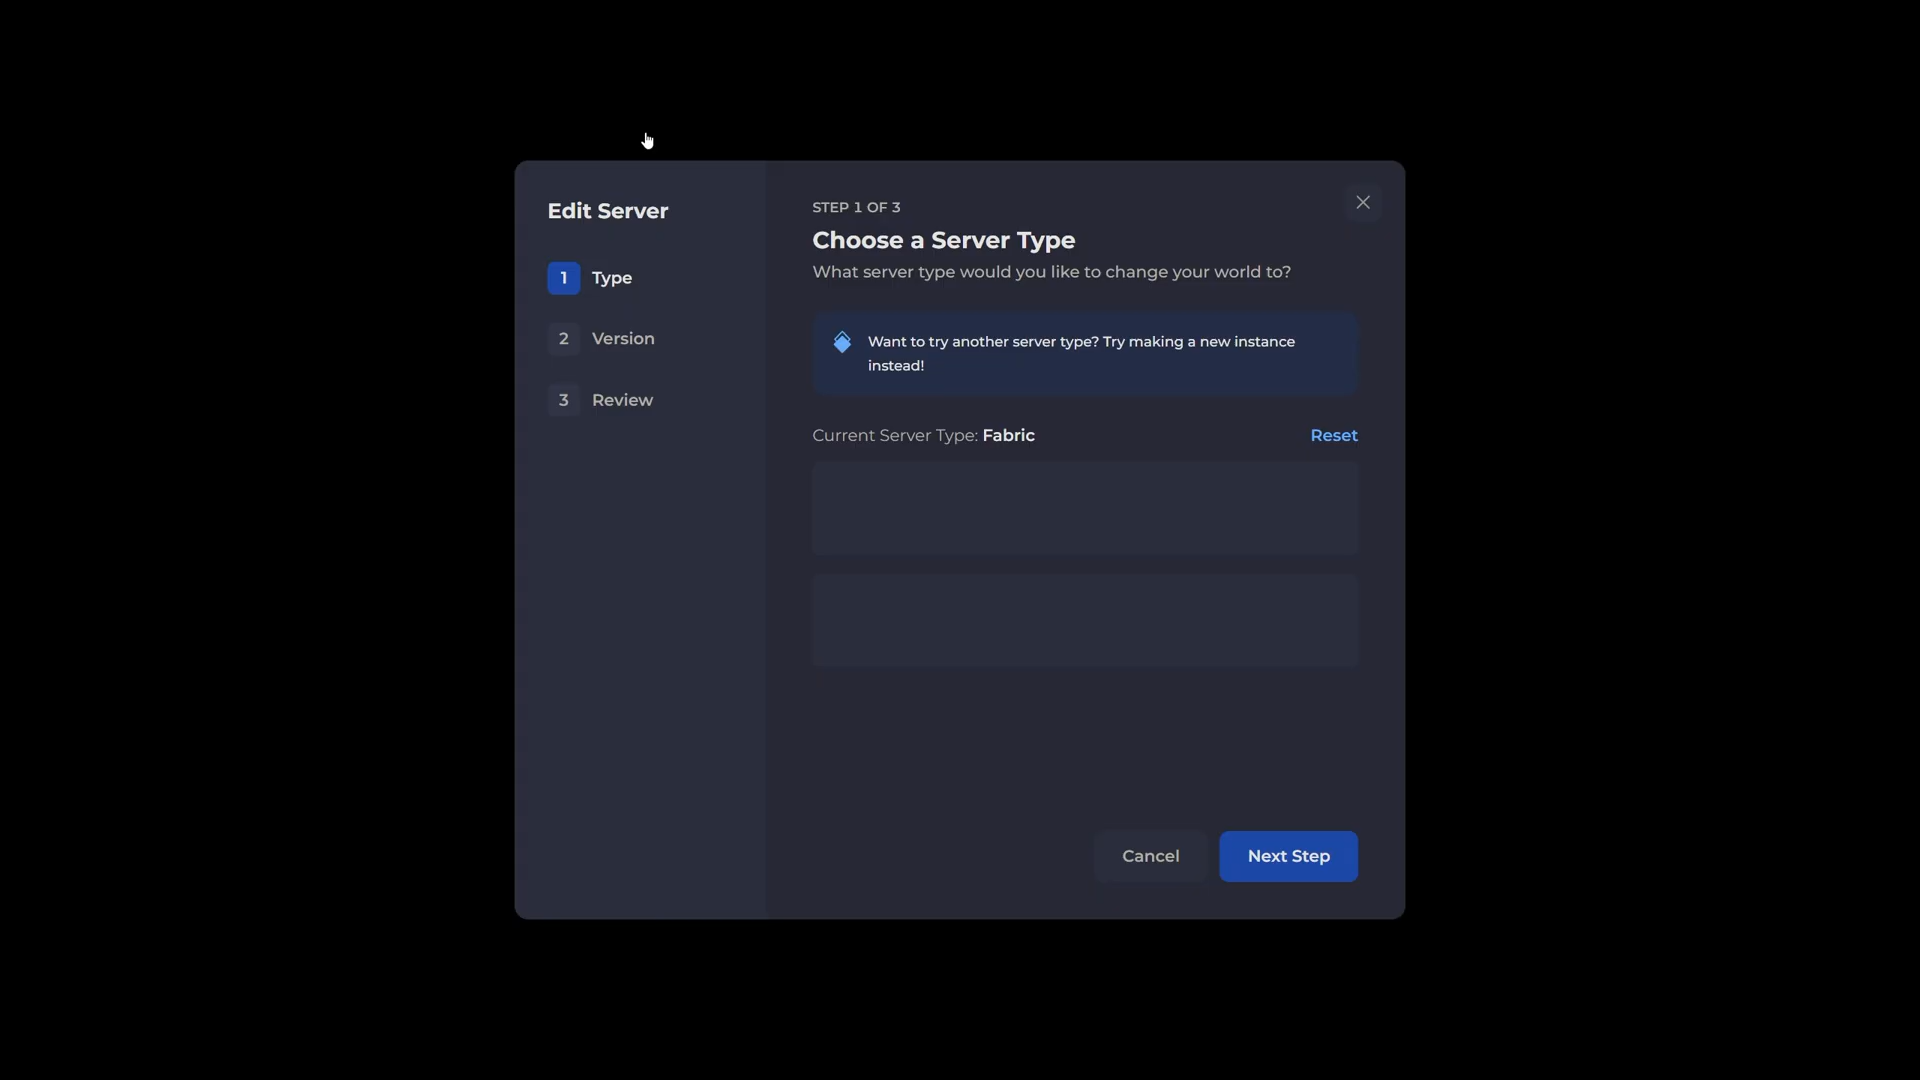 Edit Server
1 Type
2 Version
3 Review
STEP 1 OF 3
Choose a Server Type
What server type would you like to change your world to?
Want to try another server type? Try making a new instance
instead!
Current Server Type: Fabric
Reset
Cancel
Next Step